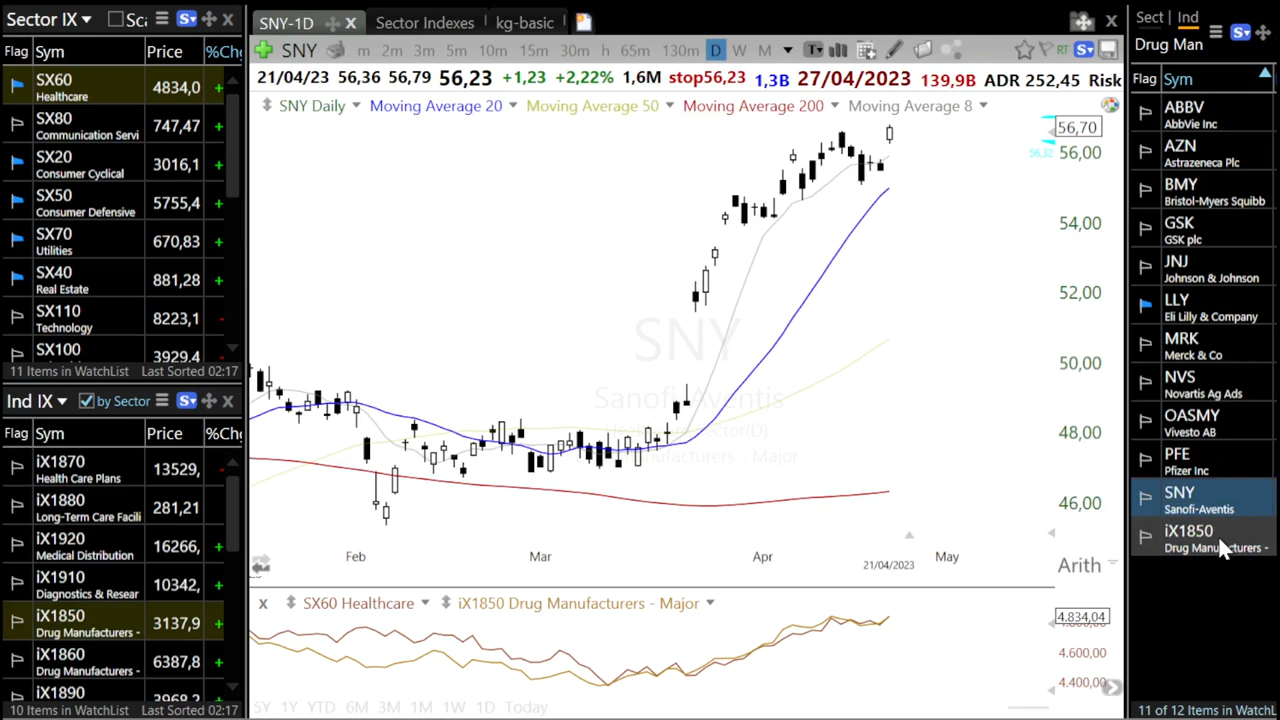 Sector IX
Sca
Flag Sym Price %Chg
SX60 4834,0 +
Healthcare
SX80 747,47 +
Communication Servi
SX20 3016,1 +
Consumer Cyclical
SX50 5755,4 +
Consumer Defensive
SX70 670,83 +
Utilities
SX40 881,28 +
Real Estate
SX110 8223,1 -
Technology
SX100 3929,4 -
11 Items in WatchList Last Sorted 02:17
Ind IX by Sector
Flag Sym Price %Chg
iX1870 13529, -
Health Care Plans
iX1880 281,21
Long-Term Care Facili
iX1920 16266, +
Medical Distribution
iX1910 10342, +
Diagnostics & Resear
iX1850 3137,9 +
Drug Manufacturers -
iX1860 6387,8 +
Drug Manufacturers -
iX1890 3968,2 +
10 Items in WatchList Last Sorted 02:17
SNY-1D Sector Indexes kg-basic
SNY m 2m 3m 5m 10m 15m 30m h 65m 130m D W M T RT S
21/04/23 56,36 56,79 56,23 +1,23 +2,22% 1,6M stop56,23 1,3B 27/04/2023 139,9B ADR 252,45 Risk
SNY Daily Moving Average 20 Moving Average 50 Moving Average 200 Moving Average 8
56,70
56,32
56,00
54,00
52,00
50,00
48,00
46,00
SNY
Sanofi-Aventis
Feb Mar Apr May
21/04/2023
Arith
x SX60 Healthcare iX1850 Drug Manufacturers - Major
4.834,04
4.600,00
4.400,00
5Y 1Y YTD 6M 3M 1M 1W 1D Today
Sect Ind
Drug Man
Flag Sym
ABBV
AbbVie Inc
AZN
Astrazeneca Plc
BMY
Bristol-Myers Squibb
GSK
GSK plc
JNJ
Johnson & Johnson
LLY
Eli Lilly & Company
MRK
Merck & Co
NVS
Novartis Ag Ads
OASMY
Vivesto AB
PFE
Pfizer Inc
SNY
Sanofi-Aventis
iX1850
Drug Manufacturers -
11 of 12 Items in WatchL